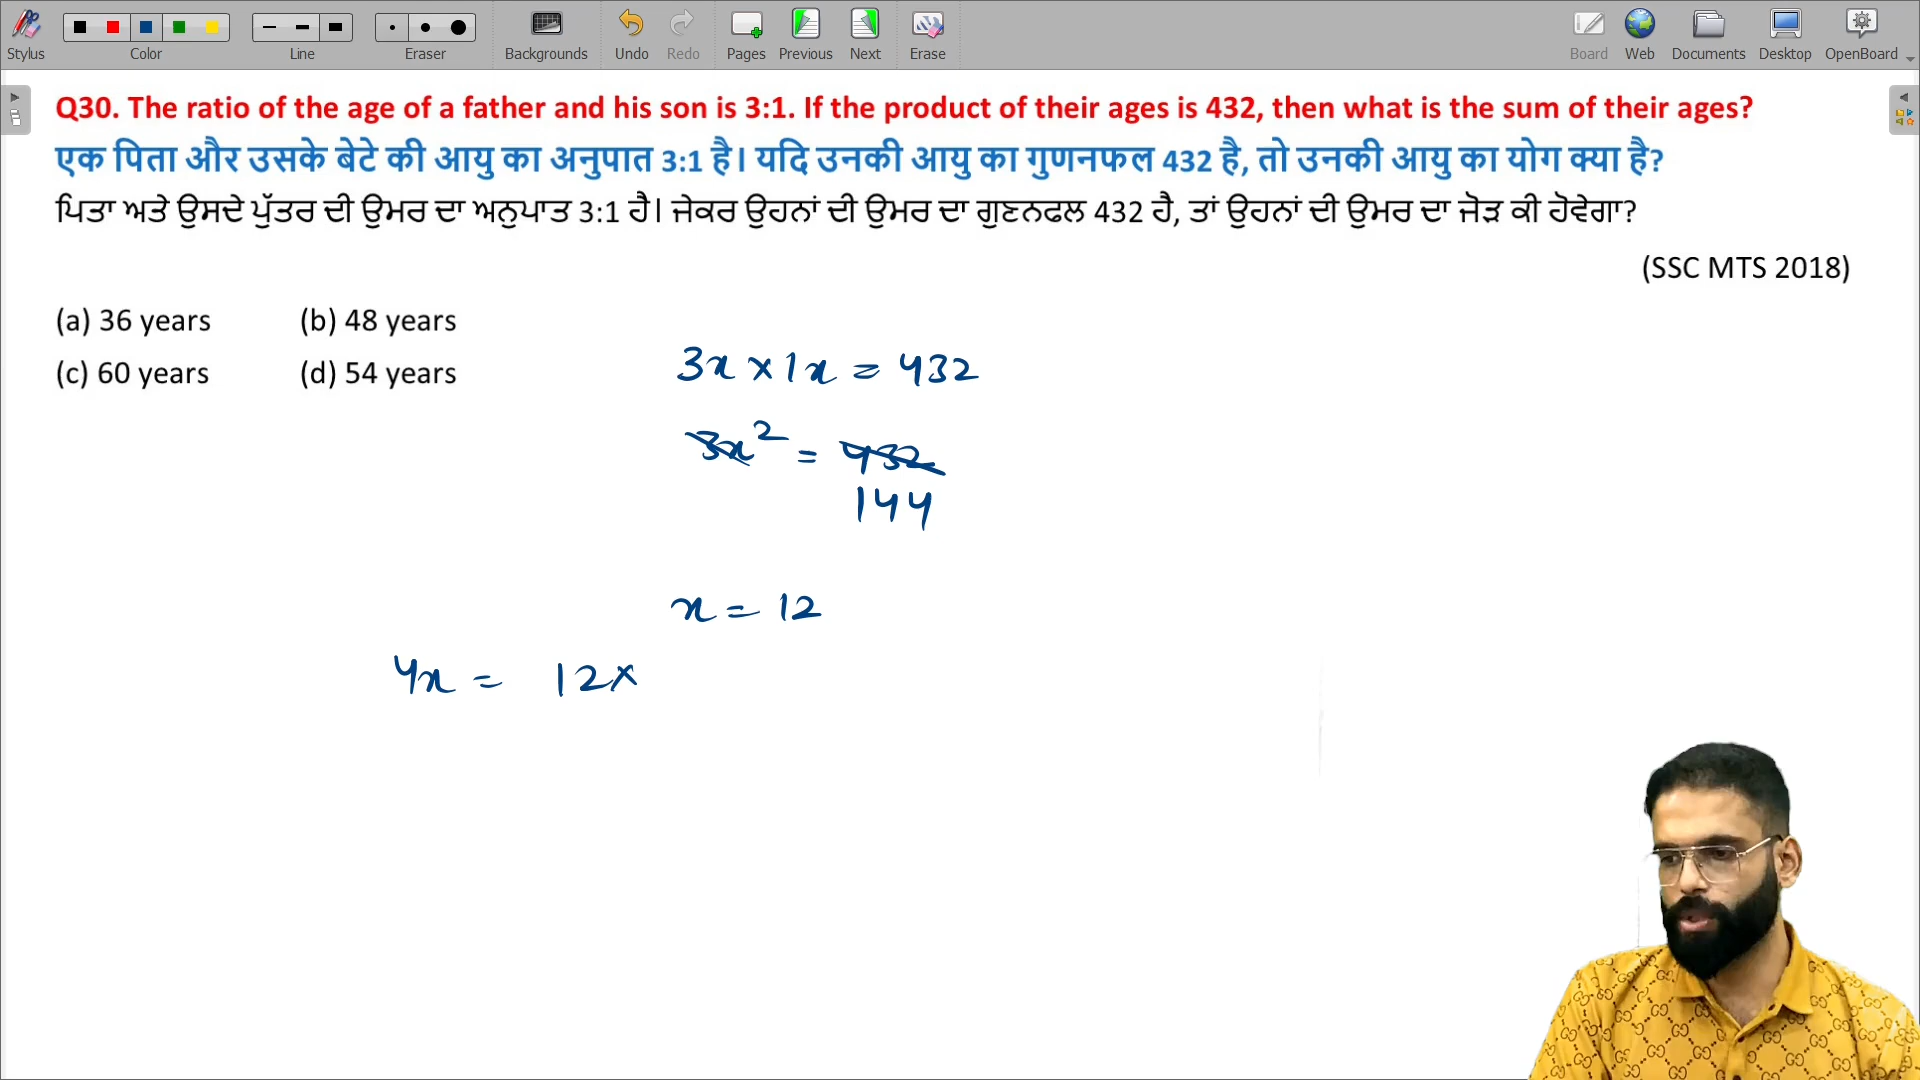 Stylus Color Line Eraser Backgrounds Undo Redo Pages Previous Next Erase Board Web Documents Desktop OpenBoard
Q30. The ratio of the age of a father and his son is 3:1. If the product of their ages is 432, then what is the sum of their ages?
एक पिता और उसके बेटे की आयु का अनुपात 3:1 है। यदि उनकी आयु का गुणनफल 432 है, तो उनकी आयु का योग क्या है?
ਪਿਤਾ ਅਤੇ ਉਸਦੇ ਪੁੱਤਰ ਦੀ ਉਮਰ ਦਾ ਅਨੁਪਾਤ 3:1 ਹੈ। ਜੇਕਰ ਉਹਨਾਂ ਦੀ ਉਮਰ ਦਾ ਗੁਣਨਫਲ 432 ਹੈ, ਤਾਂ ਉਹਨਾਂ ਦੀ ਉਮਰ ਦਾ ਜੋੜ ਕੀ ਹੋਵੇਗਾ?
(SSC MTS 2018)
(a) 36 years (b) 48 years
(c) 60 years (d) 54 years
3x × 1x = 432
3x² = 432
144
x = 12
4x = 12×